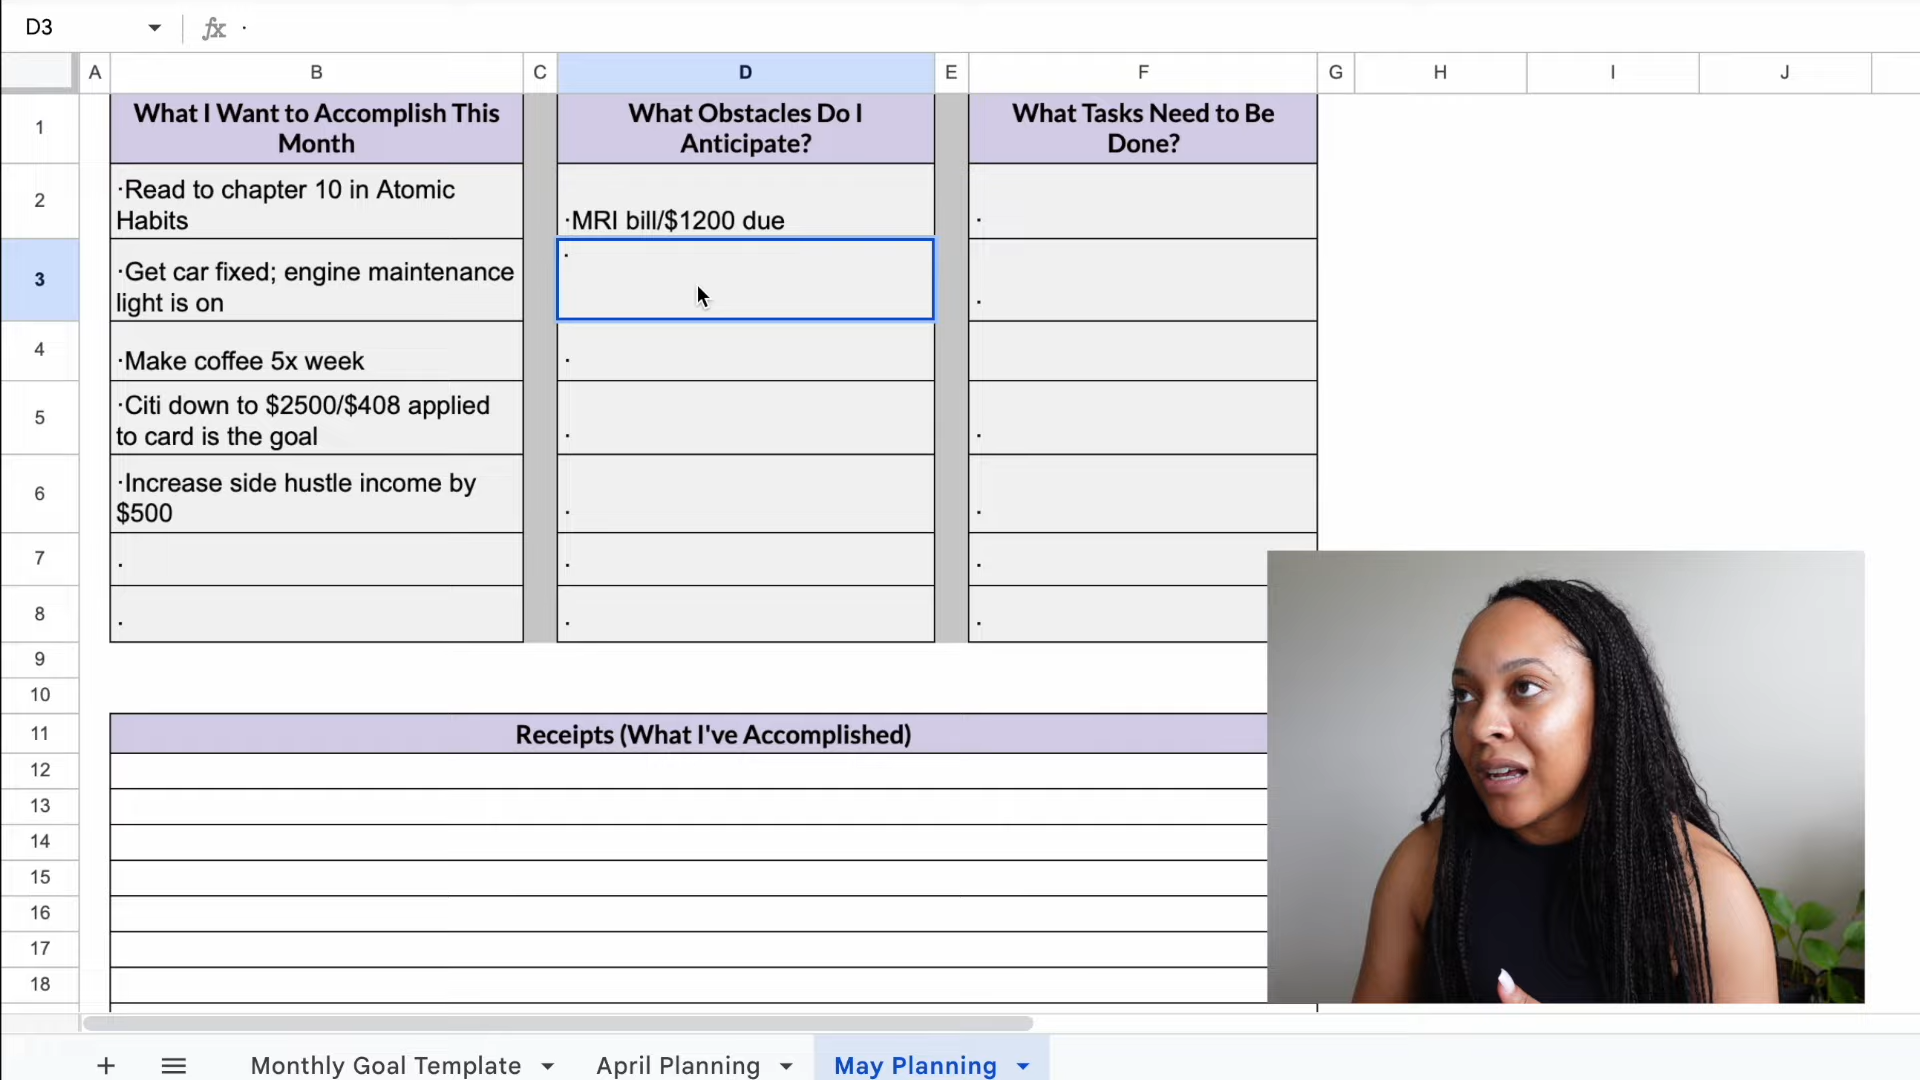 D3
fx ·
A B C D E F G H I J
1 What I Want to Accomplish This What Obstacles Do I What Tasks Need to Be
Month Anticipate? Done?
2 ·Read to chapter 10 in Atomic
Habits ·MRI bill/$1200 due ·
3 ·Get car fixed; engine maintenance ·
light is on ·
4 ·Make coffee 5x week ·
5 ·Citi down to $2500/$408 applied
to card is the goal · ·
6 ·Increase side hustle income by
$500 · ·
7 · · ·
8 · · ·
9
10
11 Receipts (What I've Accomplished)
12
13
14
15
16
17
18
+ Monthly Goal Template April Planning May Planning